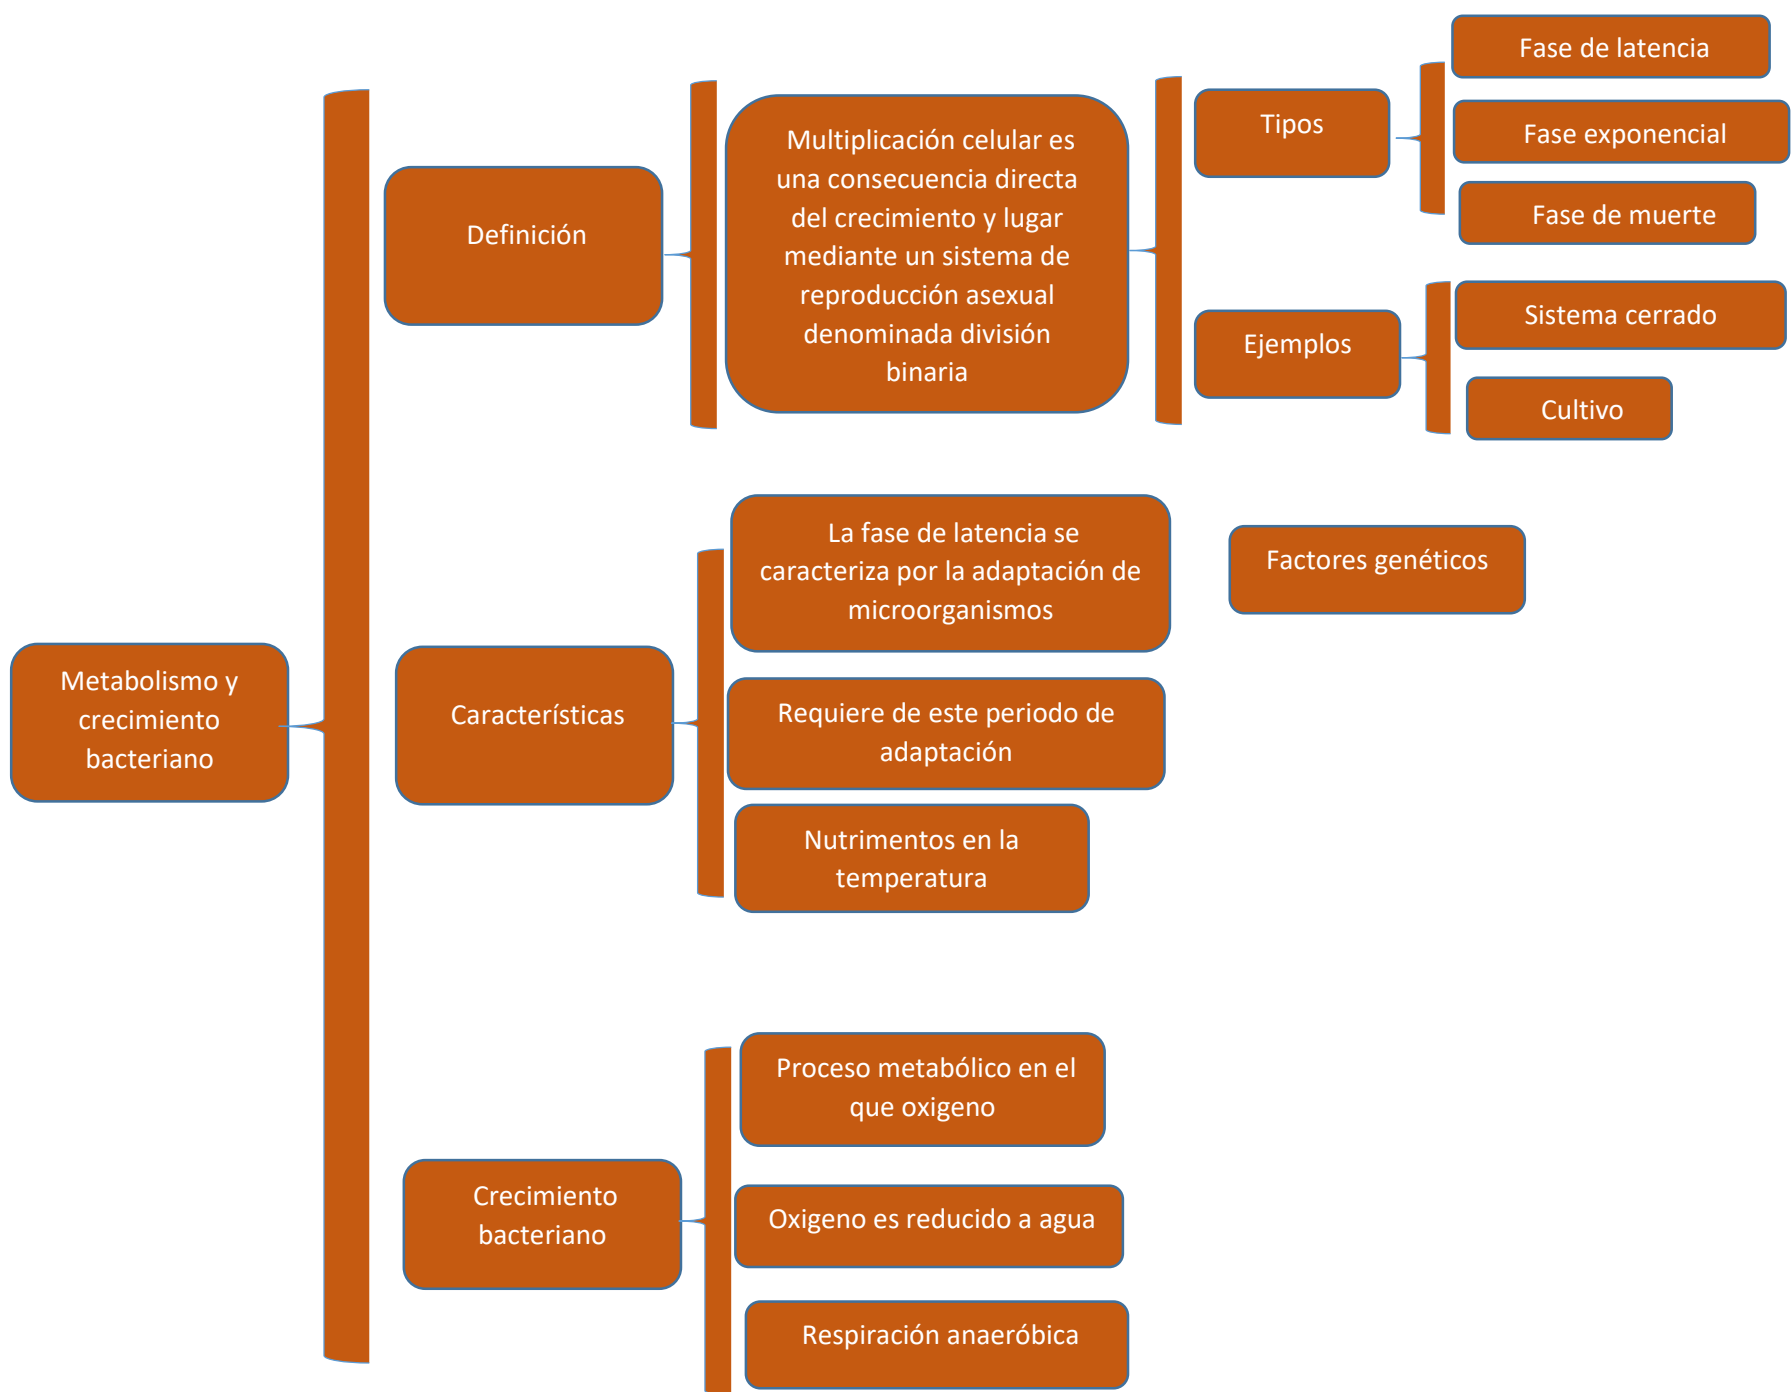 Metabolismo y
crecimiento
bacteriano
Definición
Multiplicación celular es
una consecuencia directa
del crecimiento y lugar
mediante un sistema de
reproducción asexual
denominada división
binaria
Tipos
Fase de latencia
Fase exponencial
Fase de muerte
Ejemplos
Sistema cerrado
Cultivo
Características
La fase de latencia se
caracteriza por la adaptación de
microorganismos
Factores genéticos
Requiere de este periodo de
adaptación
Nutrimentos en la
temperatura
Crecimiento
bacteriano
Proceso metabólico en el
que oxigeno
Oxigeno es reducido a agua
Respiración anaeróbica